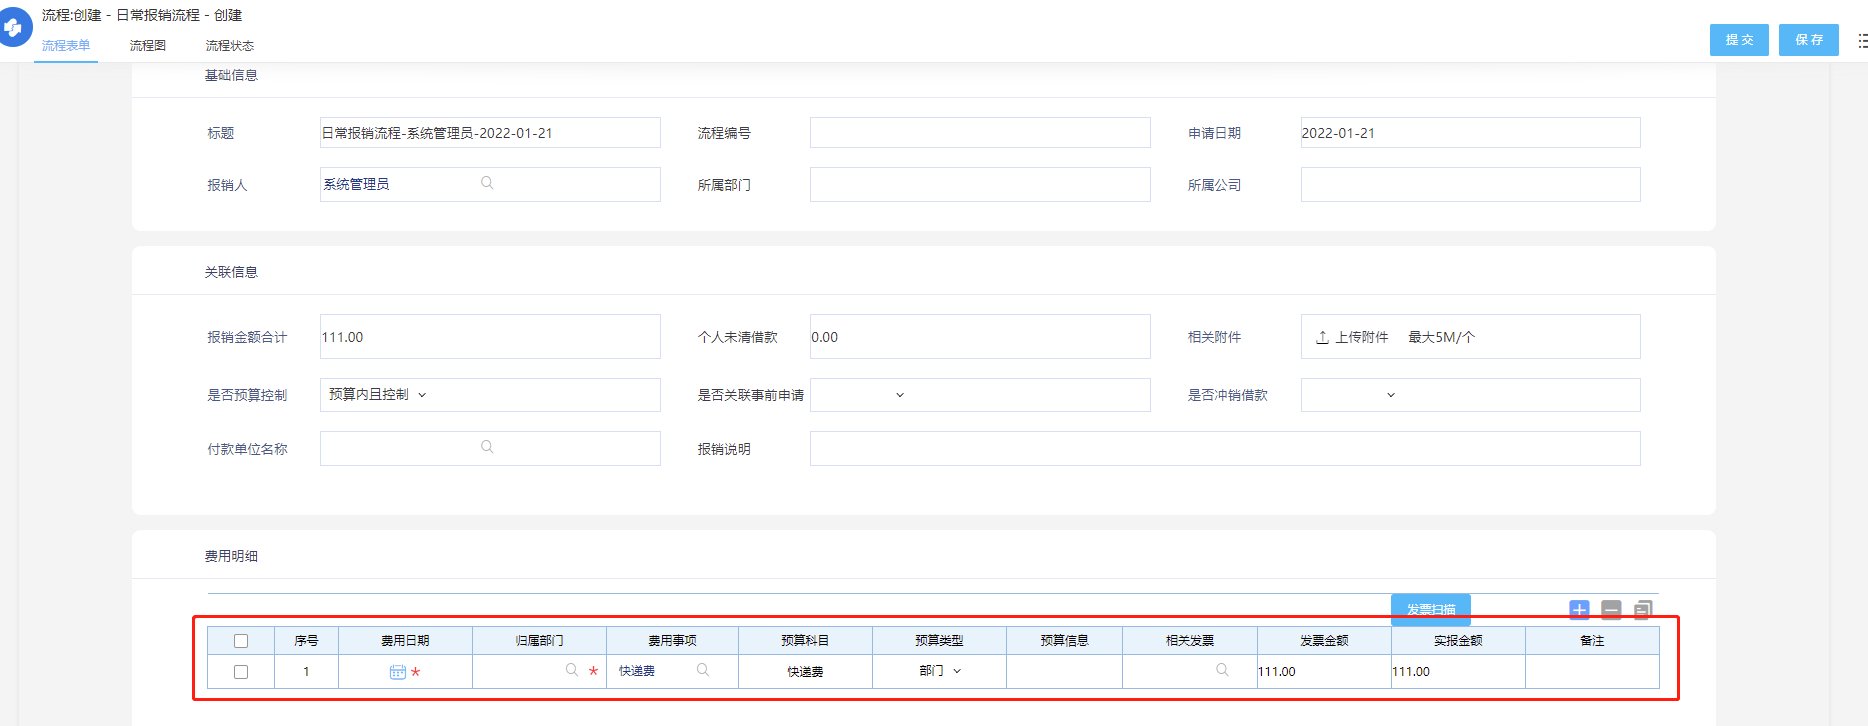 流程:创建 - 日常报销流程 - 创建
流程表单 流程图 流程状态
提交 保存
基础信息
标题 日常报销流程-系统管理员-2022-01-21 流程编号 申请日期 2022-01-21
报销人 系统管理员 所属部门 所属公司
关联信息
报销金额合计 111.00 个人未清借款 0.00 相关附件 上传附件 最大5M/个
是否预算控制 预算内且控制 是否关联事前申请 是否冲销借款
付款单位名称 报销说明
费用明细
发票扫描
序号 费用日期 归属部门 费用事项 预算科目 预算类型 预算信息 相关发票 发票金额 实报金额 备注
1 * * 快递费 快递费 部门 111.00 111.00